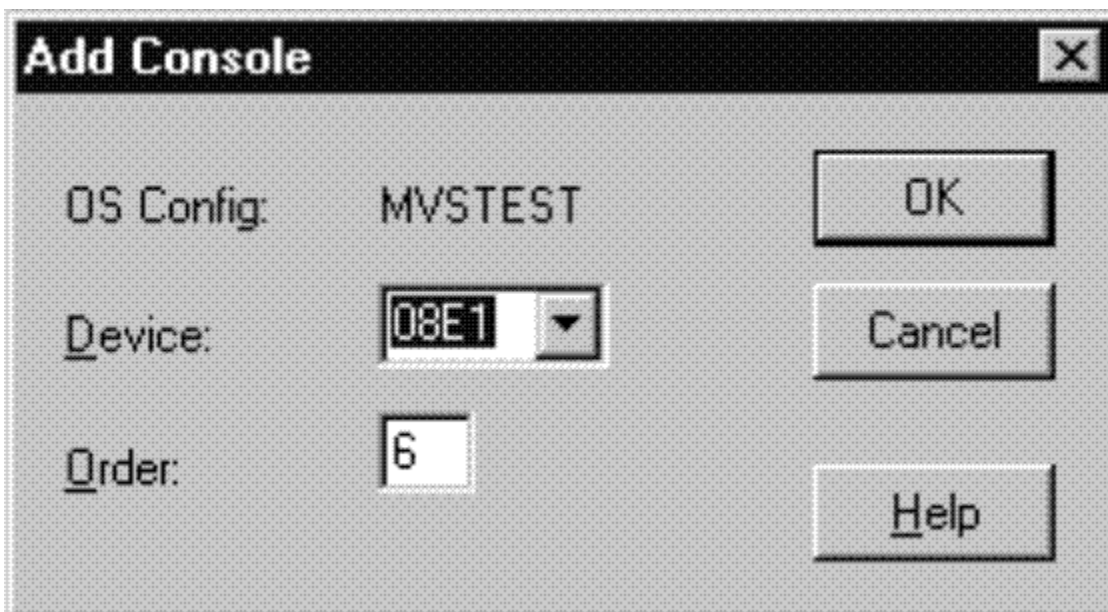 Add Console
OS Config: MVSTEST
OK
Device: 08E1
Cancel
Order: 6
Help